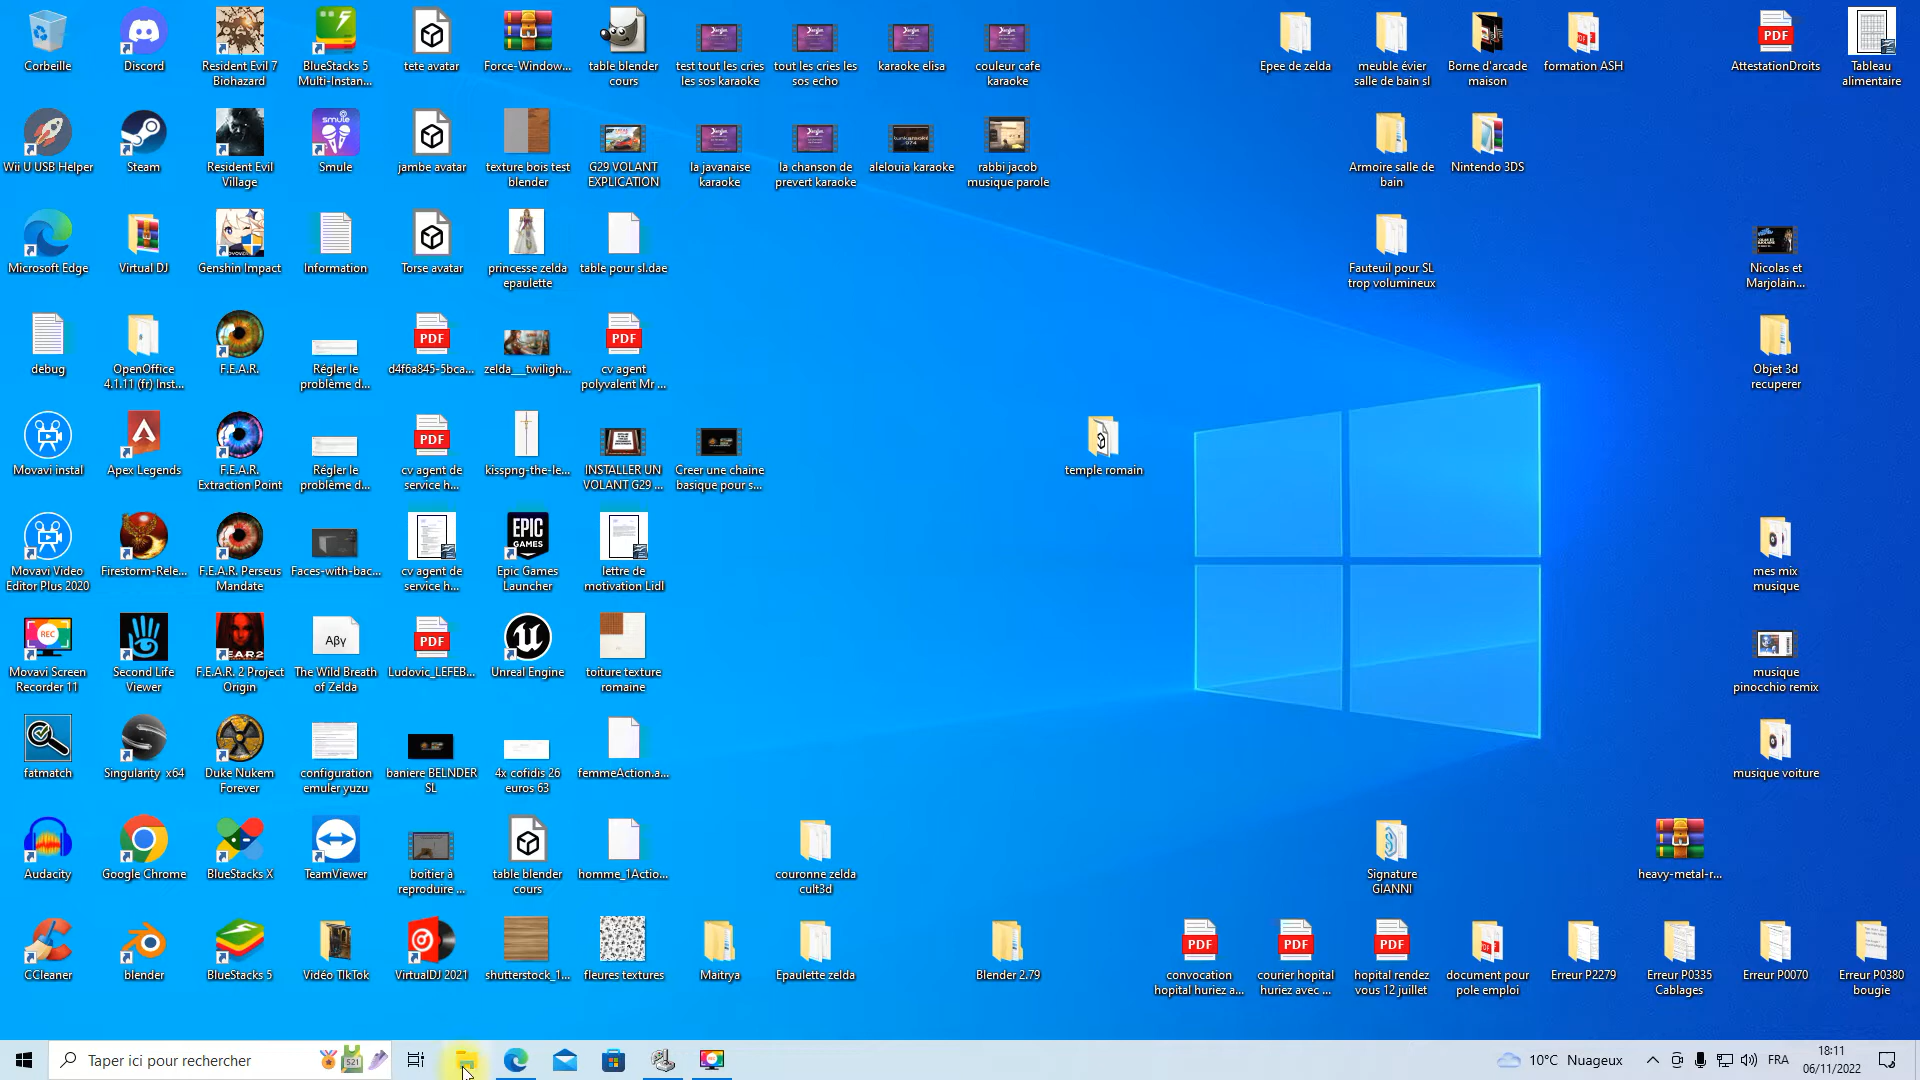 Corbeille
Discord
Resident Evil 7
Biohazard
BlueStacks 5
Multi-Instan...
tete avatar
Force-Window...
table blender
cours
test tout les cries
les sos karaoke
tout les cries les
sos echo
karaoke elisa
couleur cafe
karaoke
Epee de zelda
meuble évier
salle de bain sl
Borne d'arcade
maison
formation ASH
AttestationDroits
Tableau
alimentaire
Wii U USB Helper
Steam
Resident Evil
Village
Smule
jambe avatar
texture bois test
blender
G29 VOLANT
EXPLICATION
la javanaise
karaoke
la chanson de
prevert karaoke
alelouia karaoke
rabbi jacob
musique parole
Armoire salle de
bain
Nintendo 3DS
Microsoft Edge
Virtual DJ
Genshin Impact
Information
Torse avatar
princesse zelda
epaulette
table pour sl.dae
Fauteuil pour SL
trop volumineux
Nicolas et
Marjolain...
debug
OpenOffice
4.1.11 (fr) Inst...
F.E.A.R.
Régler le
problème d...
PDF
d4f6a845-5bca...
zelda___twiligh...
PDF
cv agent
polyvalent Mr ...
Objet 3d
recuperer
Movavi instal
Apex Legends
F.E.A.R.
Extraction Point
Régler le
problème d...
PDF
cv agent de
service h...
kisspng-the-le...
INSTALLER UN
VOLANT G29 ...
Creer une chaine
basique pour s...
temple romain
Movavi Video
Editor Plus 2020
Firestorm-Rele...
F.E.A.R. Perseus
Mandate
Faces-with-bac...
cv agent de
service h...
EPIC
GAMES
Epic Games
Launcher
lettre de
motivation Lidl
mes mix
musique
REC
Movavi Screen
Recorder 11
Second Life
Viewer
F.E.A.R. 2 Project
Origin
Aβγ
The Wild Breath
of Zelda
PDF
Ludovic_LEFEB...
Unreal Engine
toiture texture
romaine
musique
pinocchio remix
fatmatch
Singularity_x64
Duke Nukem
Forever
configuration
emuler yuzu
baniere BELNDER
SL
4x cofidis 26
euros 63
femmeAction.a...
musique voiture
Audacity
Google Chrome
BlueStacks X
TeamViewer
boitier à
reproduire ...
table blender
cours
homme_1Actio...
couronne zelda
cult3d
Signature
GIANNI
heavy-metal-r...
CCleaner
blender
BlueStacks 5
Vidéo TIkTok
VirtualDJ 2021
shutterstock_1...
fleures textures
Maitrya
Epaulette zelda
Blender 2.79
PDF
convocation
hopital huriez a...
PDF
courier hopital
huriez avec ...
PDF
hopital rendez
vous 12 juillet
document pour
pole emploi
Erreur P2279
Erreur P0335
Cablages
Erreur P0070
Erreur P0380
bougie
Taper ici pour rechercher
10°C Nuageux
FRA
18:11
06/11/2022